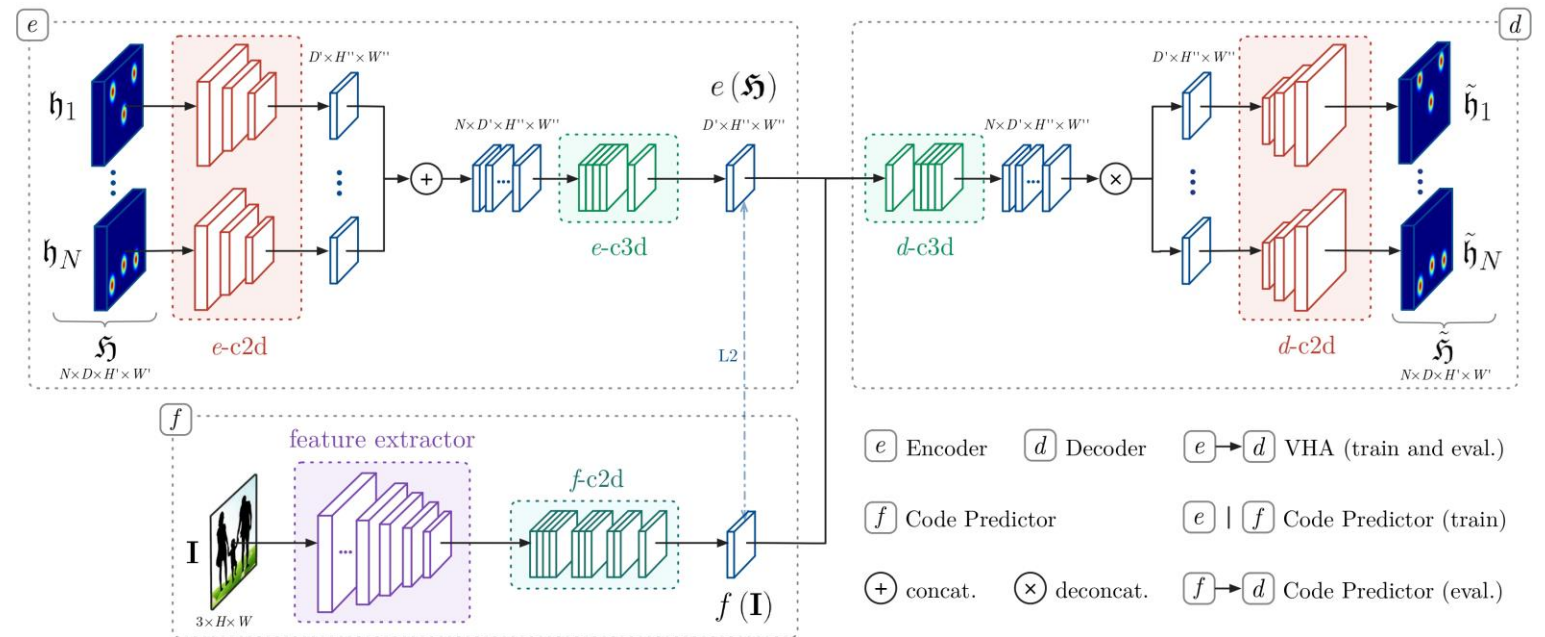 e
d
D'×H''×W''
e (ℌ)
D'×H''×W''
D'×H''×W''
𝔥1
N×D'×H''×W''
N×D'×H''×W''
𝔥̃1
...
+
...
...
×
...
𝔥N
e-c3d
d-c3d
𝔥̃N
ℌ
N×D×H'×W'
e-c2d
L2
d-c2d
ℌ̃
N×D×H'×W'
f
feature extractor
f-c2d
I
...
3×H×W
f (I)
e Encoder
d Decoder
e d VHA (train and eval.)
f Code Predictor
e | f Code Predictor (train)
+ concat.
× deconcat.
f d Code Predictor (eval.)